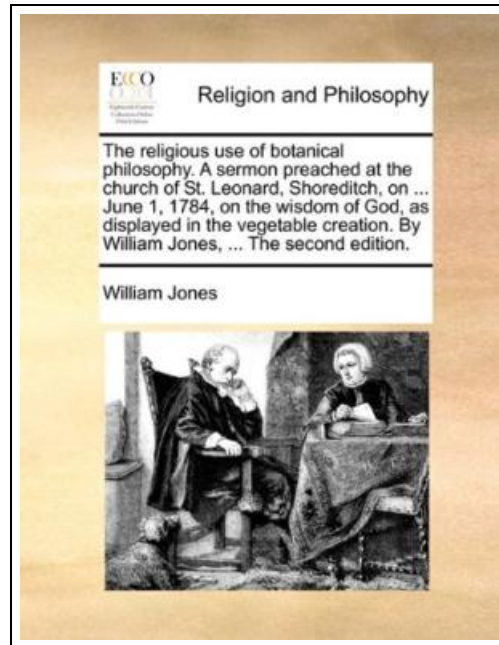 ECCO
Religion and Philosophy
The religious use of botanical
philosophy. A sermon preached at the
church of St. Leonard, Shoreditch, on ...
June 1, 1784, on the wisdom of God, as
displayed in the vegetable creation. By
William Jones, ... The second edition.
William Jones